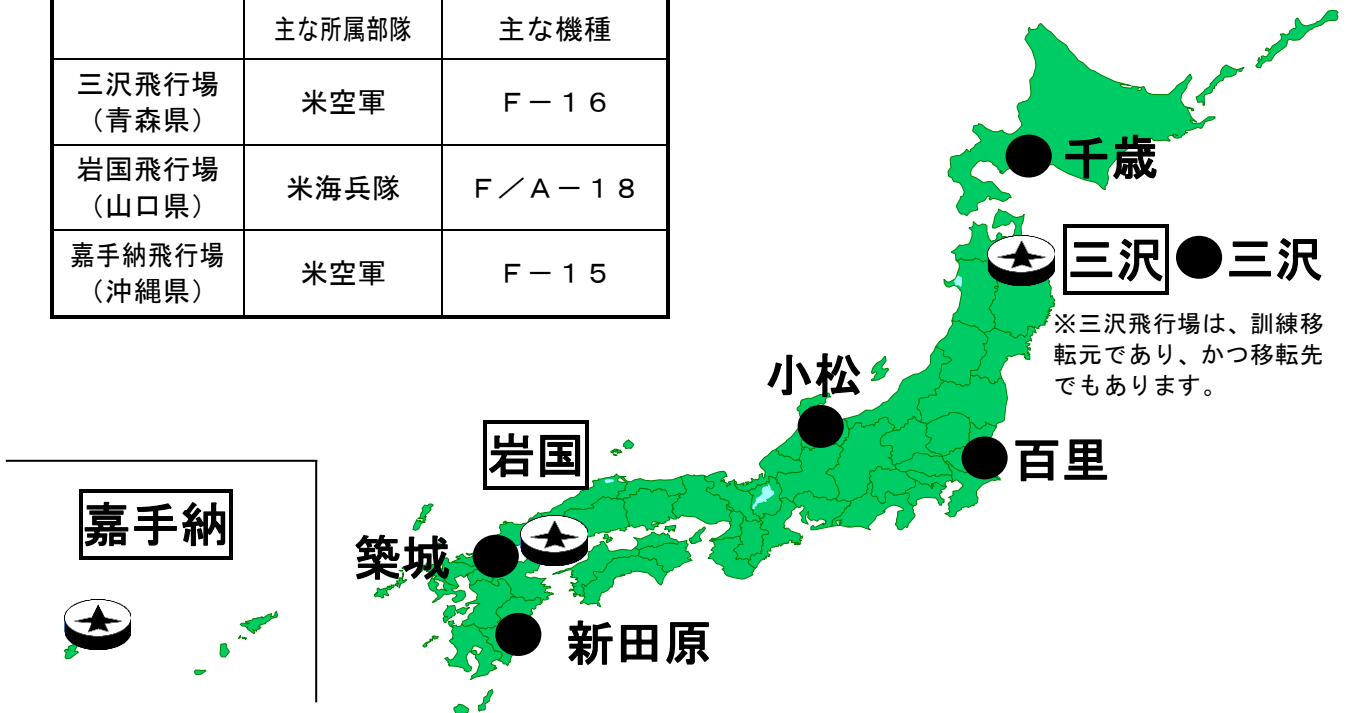 主な所属部隊 主な機種
三沢飛行場
（青森県） 米空軍 Ｆ－１６
岩国飛行場
（山口県） 米海兵隊 Ｆ／Ａ－１８
嘉手納飛行場
（沖縄県） 米空軍 Ｆ－１５
千歳
三沢 ●三沢
※三沢飛行場は、訓練移
転元であり、かつ移転先
でもあります。
小松
岩国
百里
嘉手納
築城
新田原